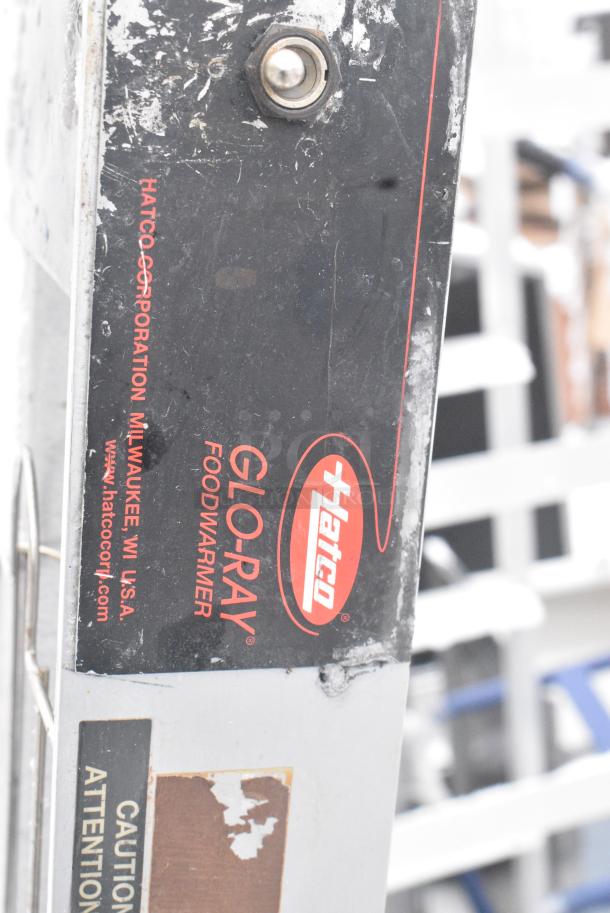 Hatco®
GLO-RAY®
FOODWARMER
HATCO CORPORATION MILWAUKEE, WI U.S.A.
www.hatcocorp.com
CAUTION
ATTENTION